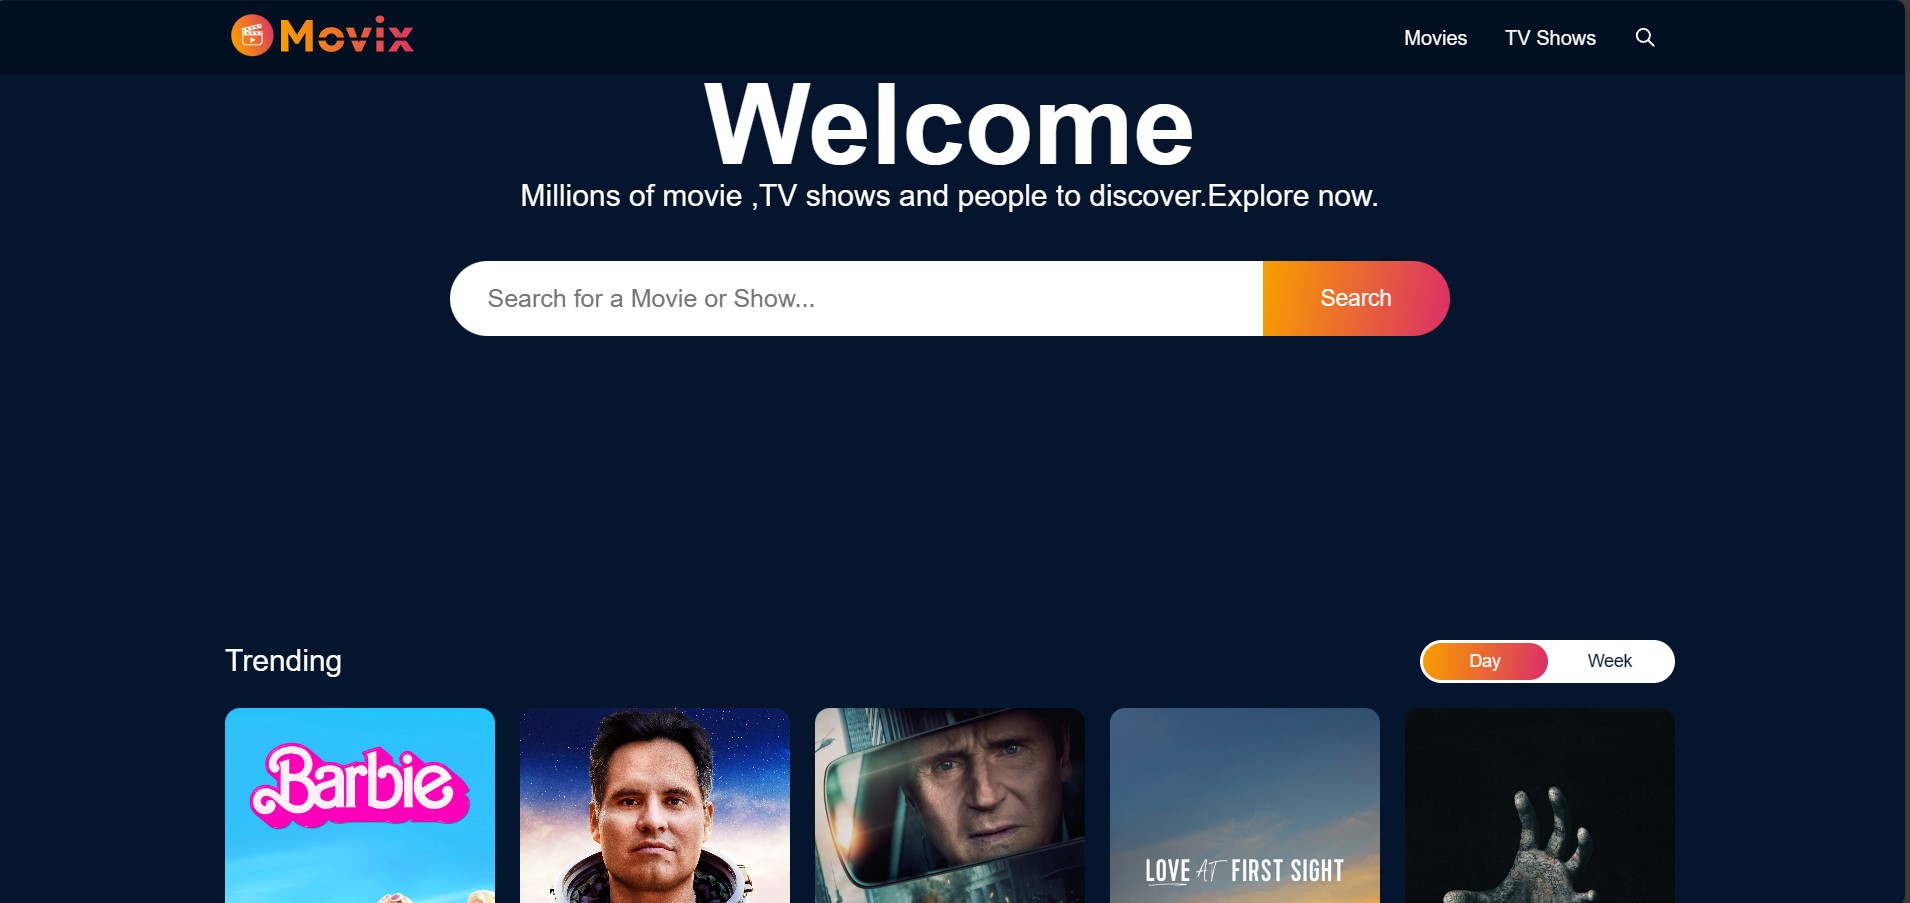 Movix
Movies
TV Shows
Welcome
Millions of movie ,TV shows and people to discover.Explore now.
Search for a Movie or Show...
Search
Trending
Day
Week
Barbie
LOVE AT FIRST SIGHT